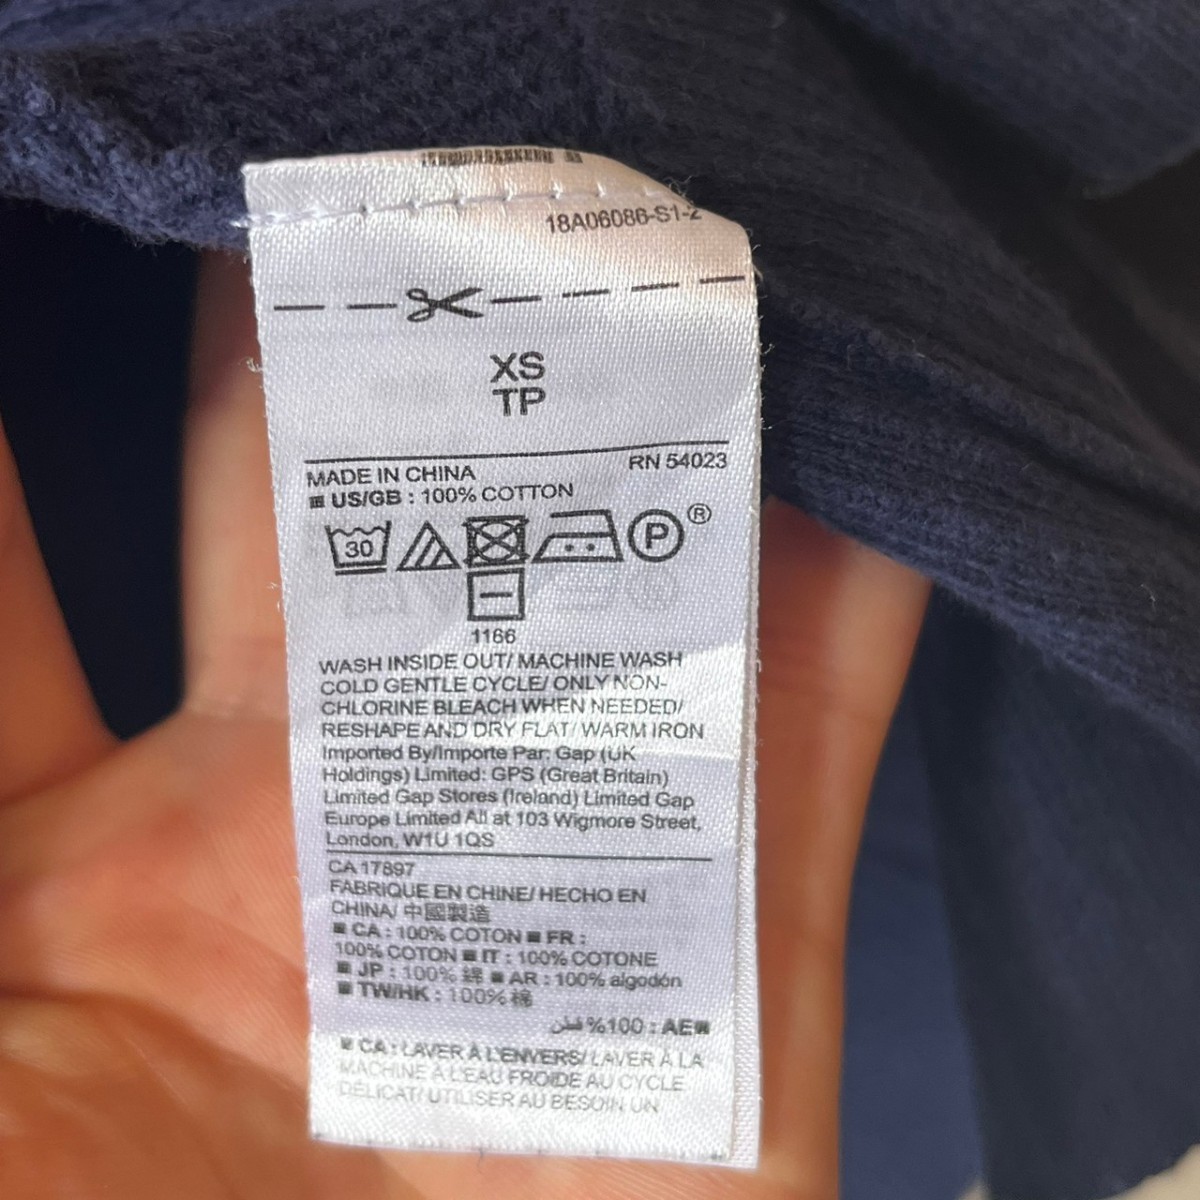 18A06086-S1-2
XS
TP
RN 54023
MADE IN CHINA
■ US/GB : 100% COTTON
30
P ®
1166
WASH INSIDE OUT/ MACHINE WASH
COLD GENTLE CYCLE/ ONLY NON-
CHLORINE BLEACH WHEN NEEDED/
RESHAPE AND DRY FLAT/ WARM IRON
Imported By/Importe Par: Gap (UK
Holdings) Limited: GPS (Great Britain)
Limited Gap Stores (Ireland) Limited Gap
Europe Limited All at 103 Wigmore Street,
London, W1U 1QS
CA 17897
FABRIQUE EN CHINE/ HECHO EN
CHINA/ 中國製造
■ CA : 100% COTON ■ FR :
100% COTON ■ IT : 100% COTONE
■ JP : 100% 綿 ■ AR : 100% algodón
■ TW/HK : 100% 棉
■AE : 100% قطن
■ CA : LAVER À L'ENVERS/ LAVER À LA
MACHINE À L'EAU FROIDE AU CYCLE
DÉLICAT/ UTILISER AU BESOIN UN